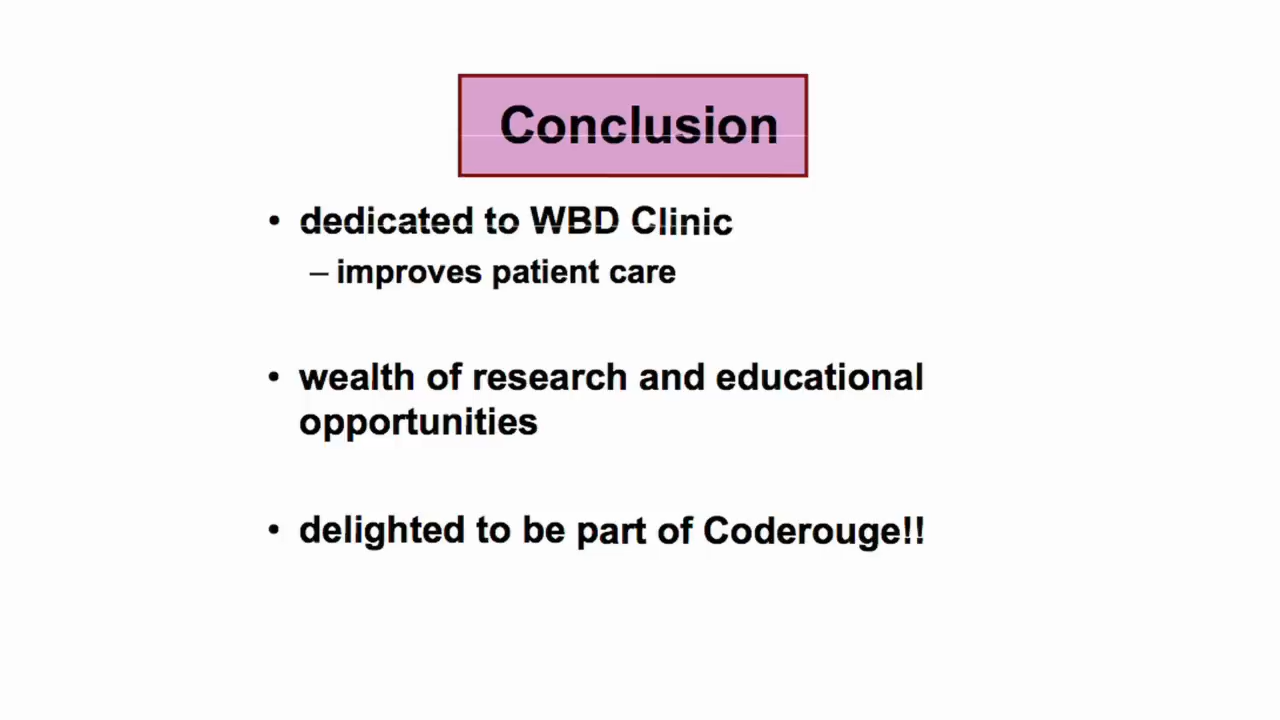 Conclusion
• dedicated to WBD Clinic
– improves patient care
• wealth of research and educational
opportunities
• delighted to be part of Coderouge!!